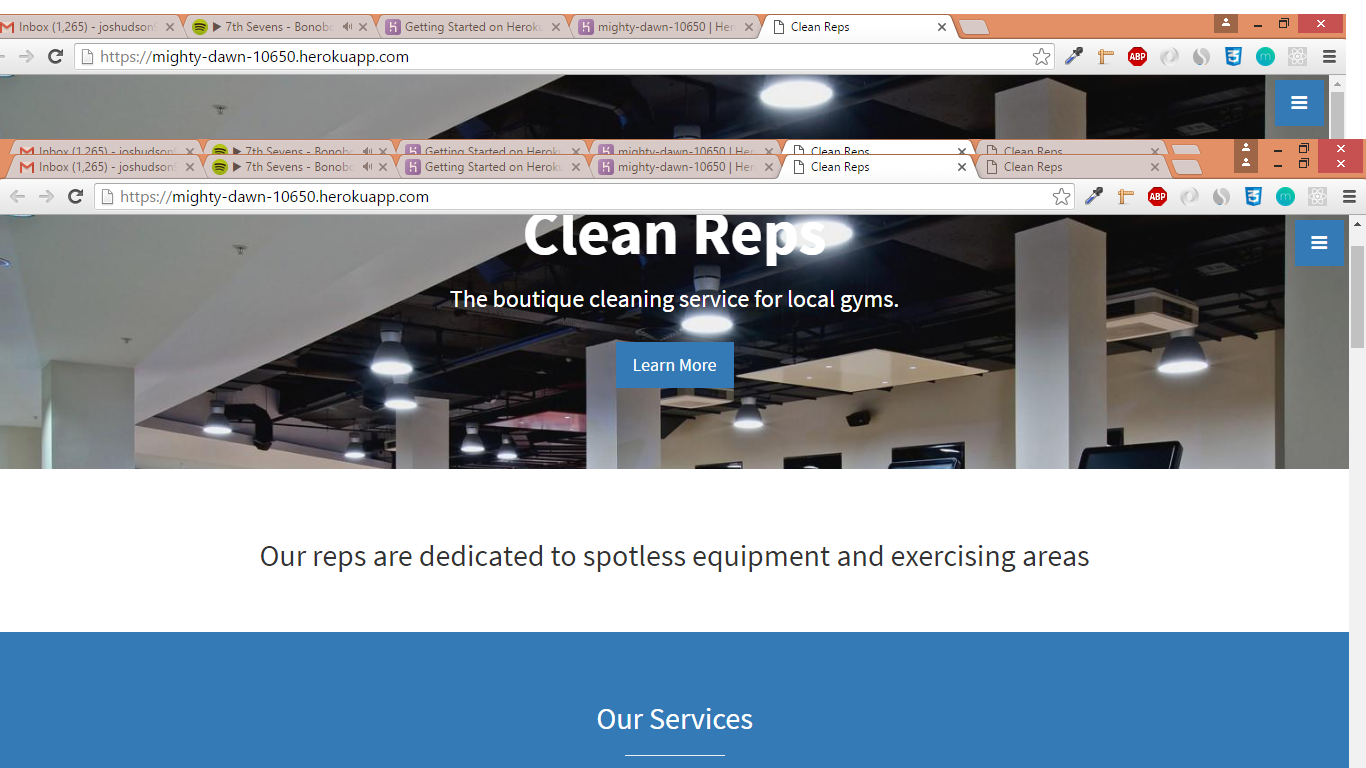 Inbox (1,265) - joshudson
7th Sevens - Bonobo
Getting Started on Heroku
mighty-dawn-10650 | Her
Clean Reps
https://mighty-dawn-10650.herokuapp.com
ABP
m
Inbox (1,265) - joshudson
7th Sevens - Bonobo
Getting Started on Heroku
mighty-dawn-10650 | Her
Clean Reps
Clean Reps
Inbox (1,265) - joshudson
7th Sevens - Bonobo
Getting Started on Heroku
mighty-dawn-10650 | Her
Clean Reps
Clean Reps
https://mighty-dawn-10650.herokuapp.com
ABP
m
Clean Reps
The boutique cleaning service for local gyms.
Learn More
Our reps are dedicated to spotless equipment and exercising areas
Our Services